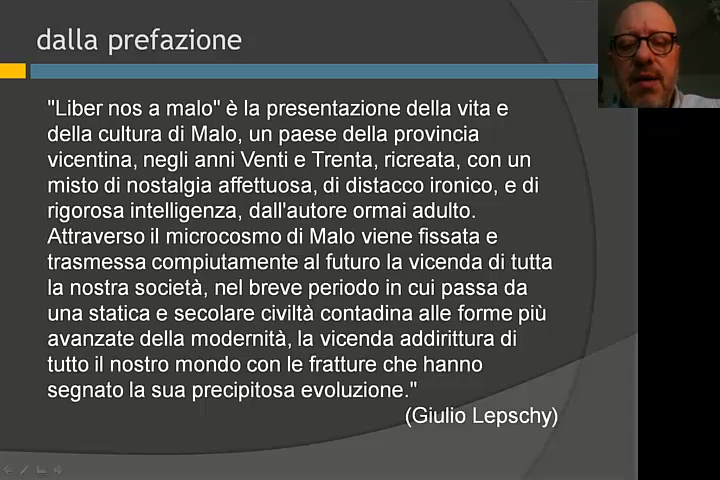 dalla prefazione
"Liber nos a malo" è la presentazione della vita e
della cultura di Malo, un paese della provincia
vicentina, negli anni Venti e Trenta, ricreata, con un
misto di nostalgia affettuosa, di distacco ironico, e di
rigorosa intelligenza, dall'autore ormai adulto.
Attraverso il microcosmo di Malo viene fissata e
trasmessa compiutamente al futuro la vicenda di tutta
la nostra società, nel breve periodo in cui passa da
una statica e secolare civiltà contadina alle forme più
avanzate della modernità, la vicenda addirittura di
tutto il nostro mondo con le fratture che hanno
segnato la sua precipitosa evoluzione."
(Giulio Lepschy)